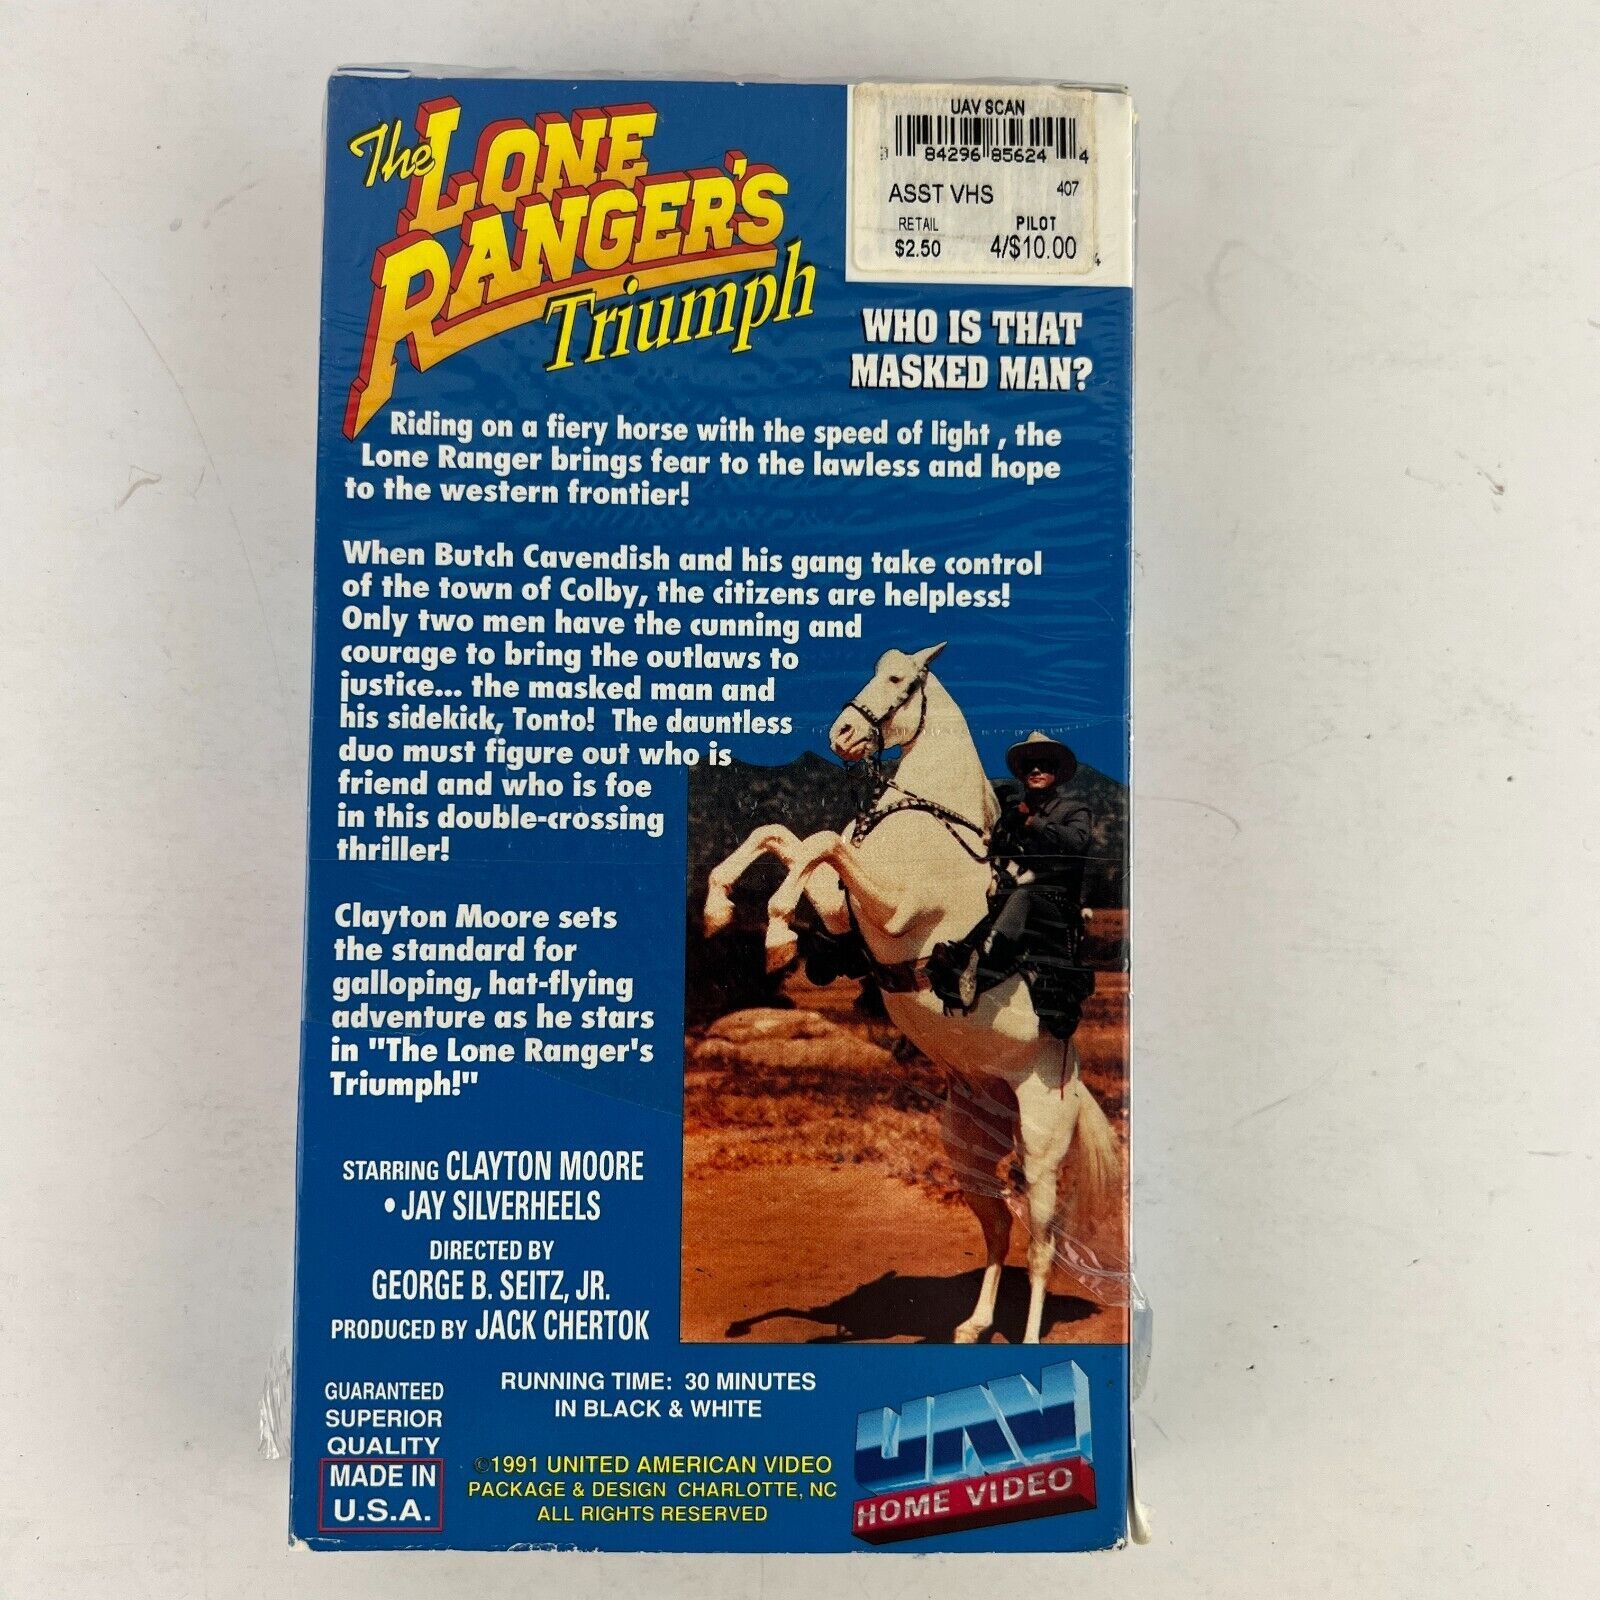 The LONE
RANGER'S
Triumph
UAV SCAN
84296 85624 4
ASST VHS 407
RETAIL PILOT
$2.50 4/$10.00
4
WHO IS THAT
MASKED MAN?
Riding on a fiery horse with the speed of light , the
Lone Ranger brings fear to the lawless and hope
to the western frontier!
When Butch Cavendish and his gang take control
of the town of Colby, the citizens are helpless!
Only two men have the cunning and
courage to bring the outlaws to
justice... the masked man and
his sidekick, Tonto! The dauntless
duo must figure out who is
friend and who is foe
in this double-crossing
thriller!
Clayton Moore sets
the standard for
galloping, hat-flying
adventure as he stars
in "The Lone Ranger's
Triumph!"
STARRING CLAYTON MOORE
• JAY SILVERHEELS
DIRECTED BY
GEORGE B. SEITZ, JR.
PRODUCED BY JACK CHERTOK
RUNNING TIME: 30 MINUTES
IN BLACK & WHITE
GUARANTEED
SUPERIOR
QUALITY
MADE IN
U.S.A.
©1991 UNITED AMERICAN VIDEO
PACKAGE & DESIGN CHARLOTTE, NC
ALL RIGHTS RESERVED
UAV
HOME VIDEO